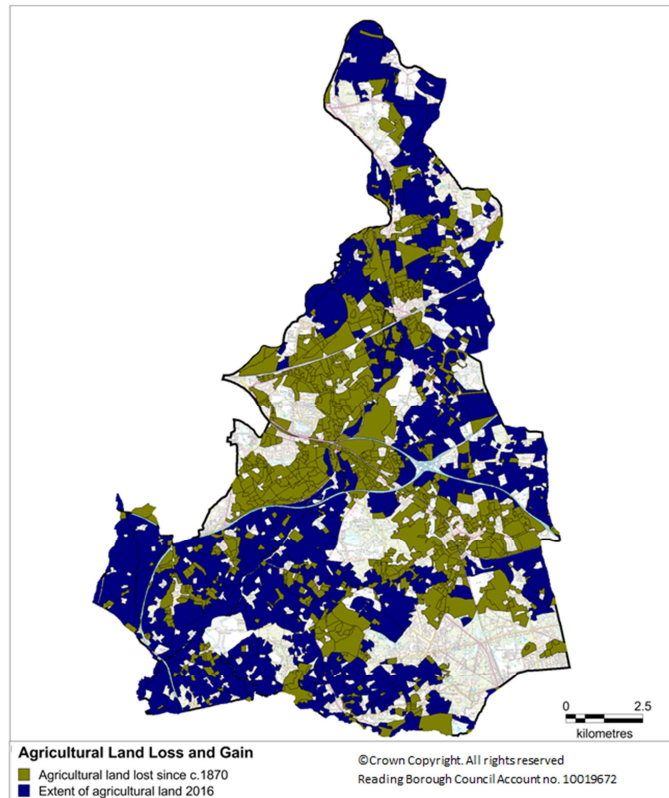 0 2.5
kilometres
Agricultural Land Loss and Gain
Agricultural land lost since c.1870
Extent of agricultural land 2016
©Crown Copyright. All rights reserved
Reading Borough Council Account no. 10019672